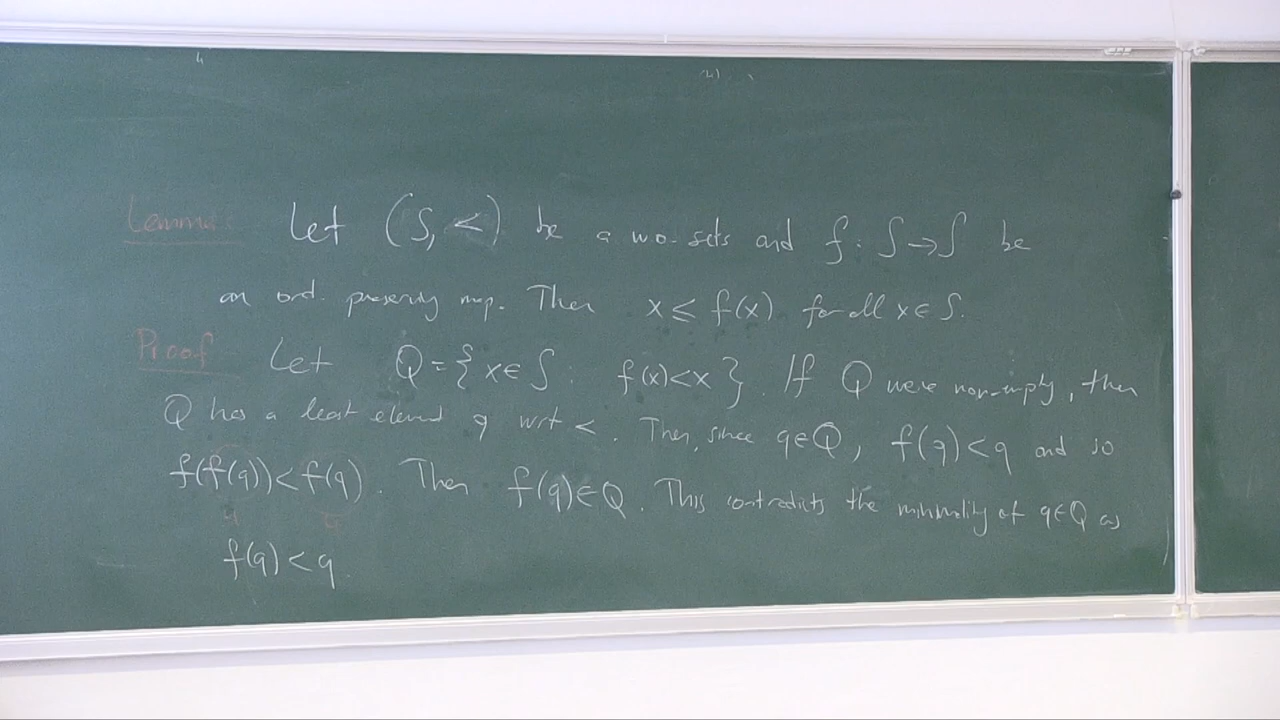 Lemma: Let (S, <) be a wo. sets and f: S → S be
an ord. preserving map. Then x ≤ f(x) for all x ∈ S.
Proof Let Q = { x ∈ S : f(x) < x }. If Q were non-empty, then
Q has a least element q wrt <. Then, since q ∈ Q, f(q) < q and so
f(f(q)) < f(q). Then f(q) ∈ Q. This contradicts the minimality of q ∈ Q as
f(q) < q.